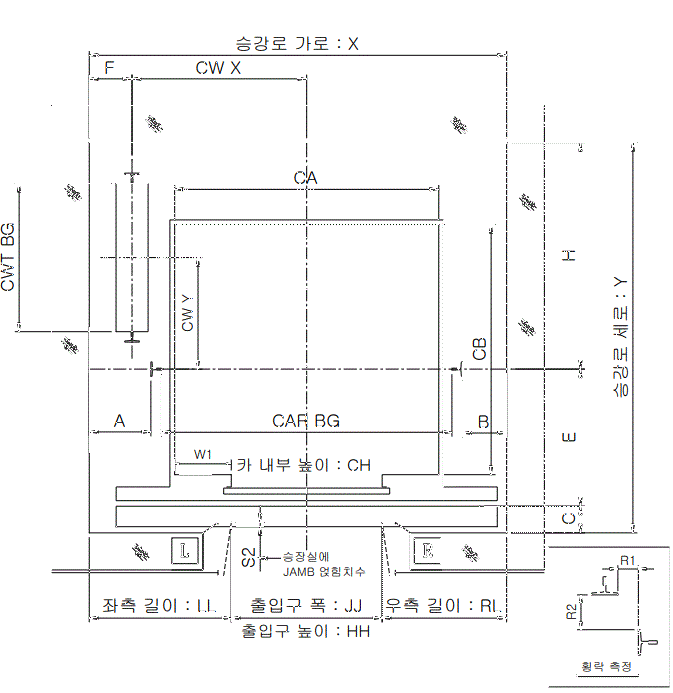 승강로 가로 : X
F
CW X
CA
CWT BG
CW Y
CB
H
승강로 세로 : Y
A
CAR BG
B
E
W1
카 내부 높이 : CH
C
L
R
S2
승장실에
JAMB 얹힘치수
좌측 길이 : LL
출입구 폭 : JJ
우측 길이 : RL
출입구 높이 : HH
R1
R2
횡락 측정